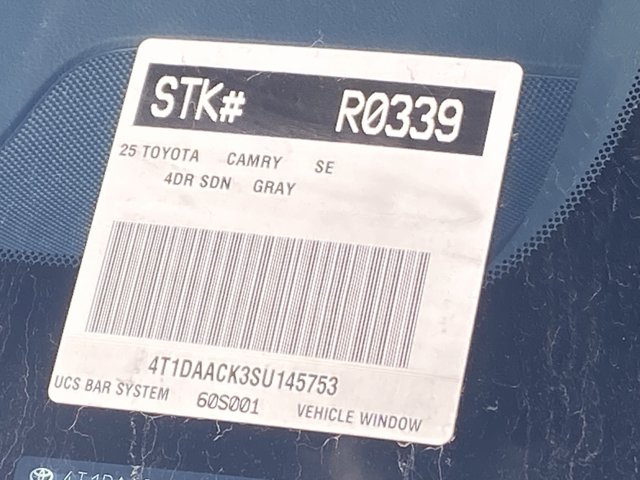 STK# R0339
25 TOYOTA CAMRY SE
4DR SDN GRAY
4T1DAACK3SU145753
UCS BAR SYSTEM 60S001 VEHICLE WINDOW